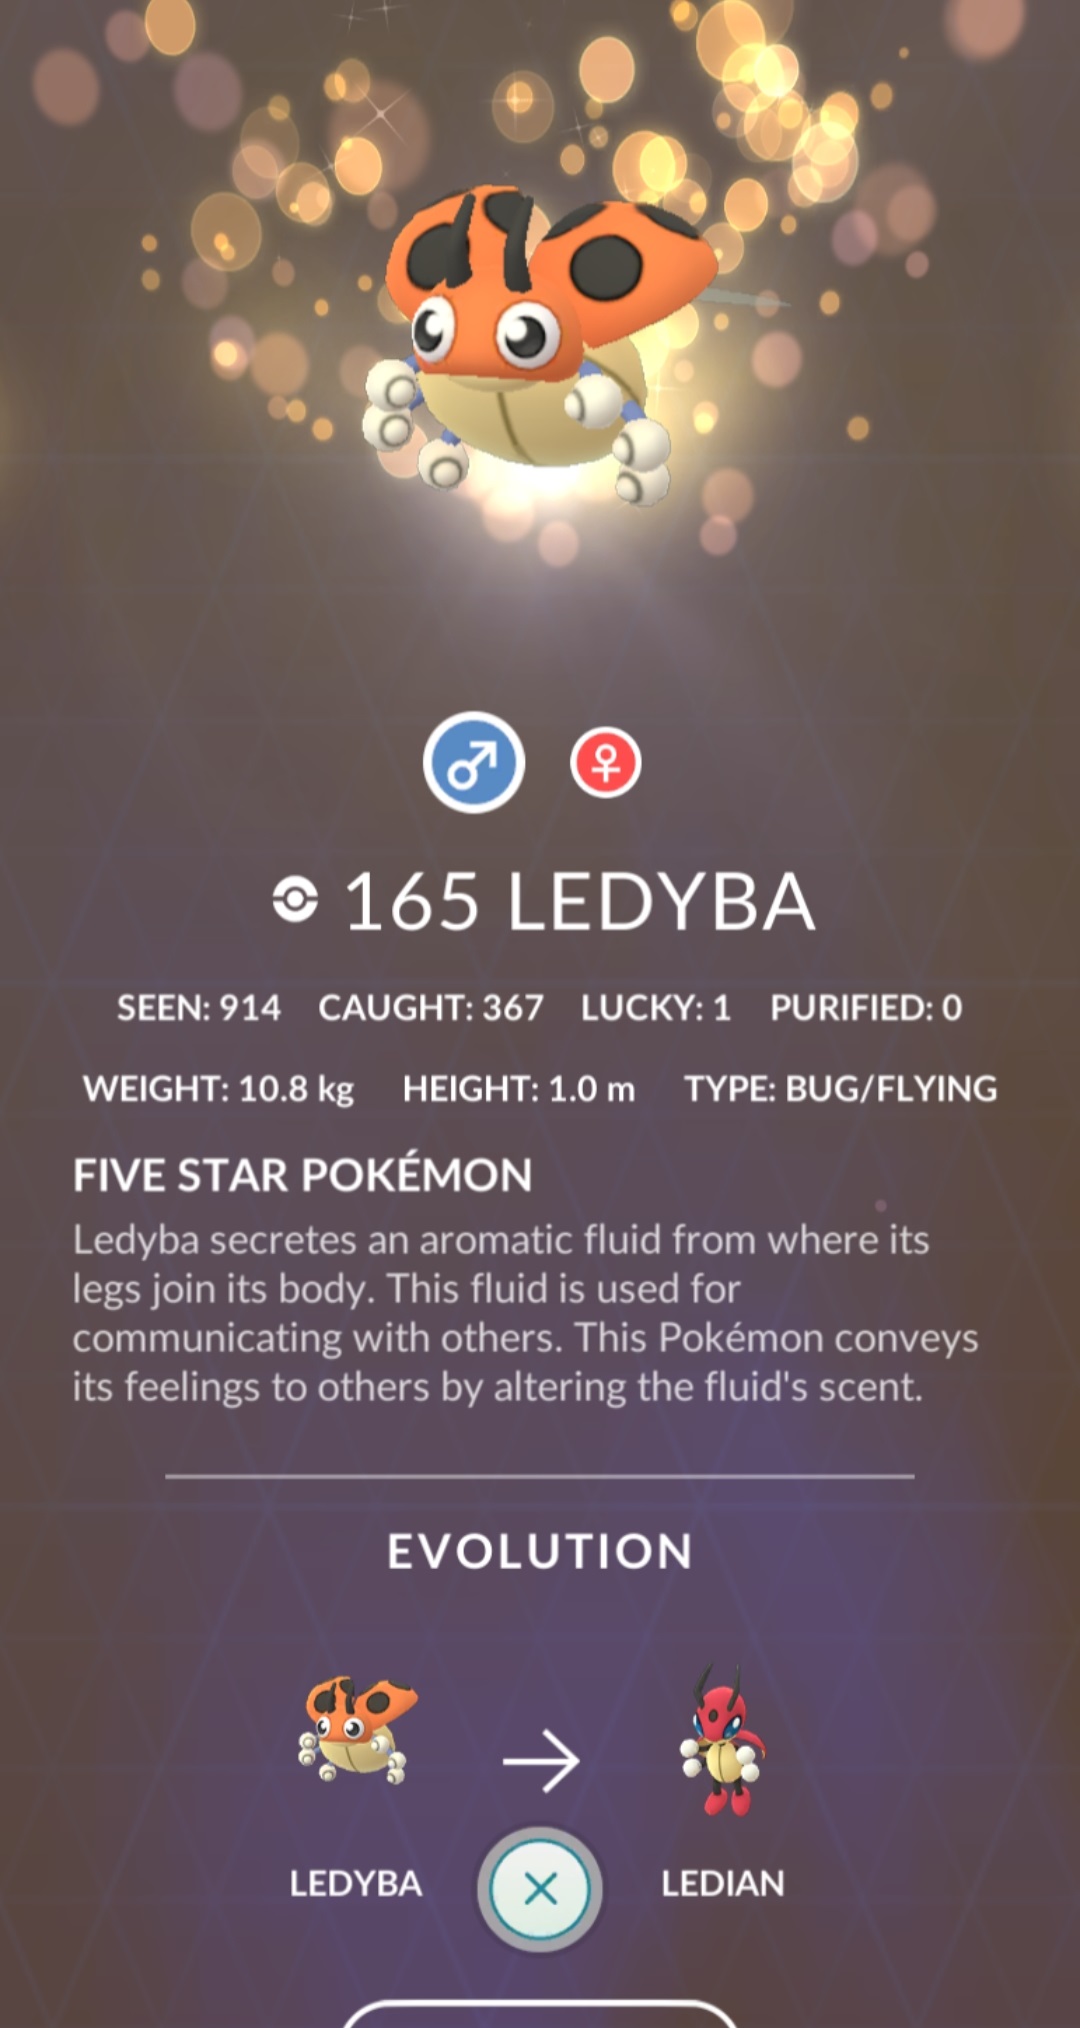 165 LEDYBA
SEEN: 914 CAUGHT: 367 LUCKY: 1 PURIFIED: 0
WEIGHT: 10.8 kg HEIGHT: 1.0 m TYPE: BUG/FLYING
FIVE STAR POKÉMON
Ledyba secretes an aromatic fluid from where its
legs join its body. This fluid is used for
communicating with others. This Pokémon conveys
its feelings to others by altering the fluid's scent.
EVOLUTION
LEDYBA LEDIAN